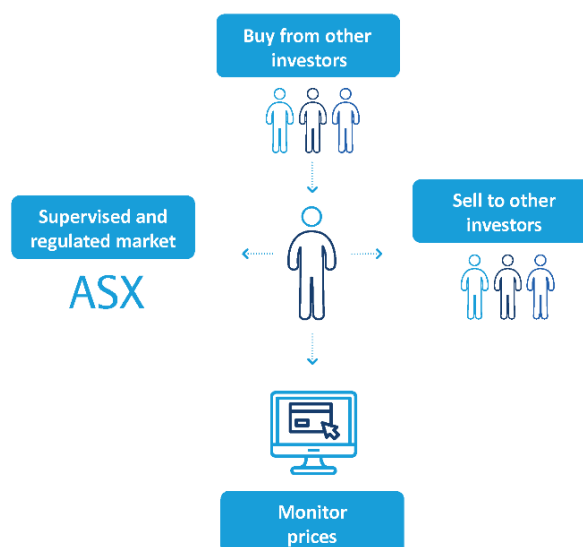 Buy from other
investors
Supervised and
regulated market
ASX
Sell to other
investors
Monitor
prices